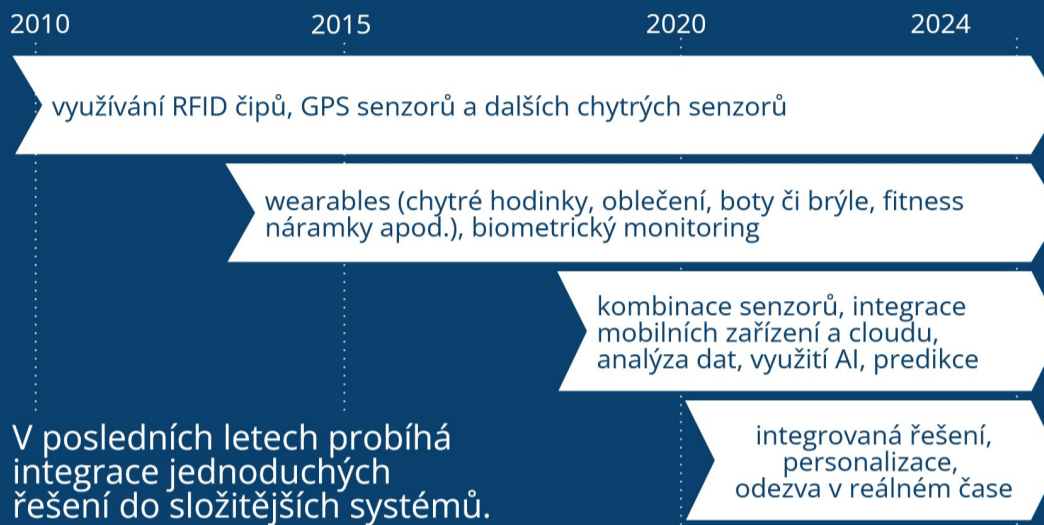 2010 2015 2020 2024
využívání RFID čipů, GPS senzorů a dalších chytrých senzorů
wearables (chytré hodinky, oblečení, boty či brýle, fitness
náramky apod.), biometrický monitoring
kombinace senzorů, integrace
mobilních zařízení a cloudu,
analýza dat, využití AI, predikce
integrovaná řešení,
personalizace,
odezva v reálném čase
V posledních letech probíhá
integrace jednoduchých
řešení do složitějších systémů.